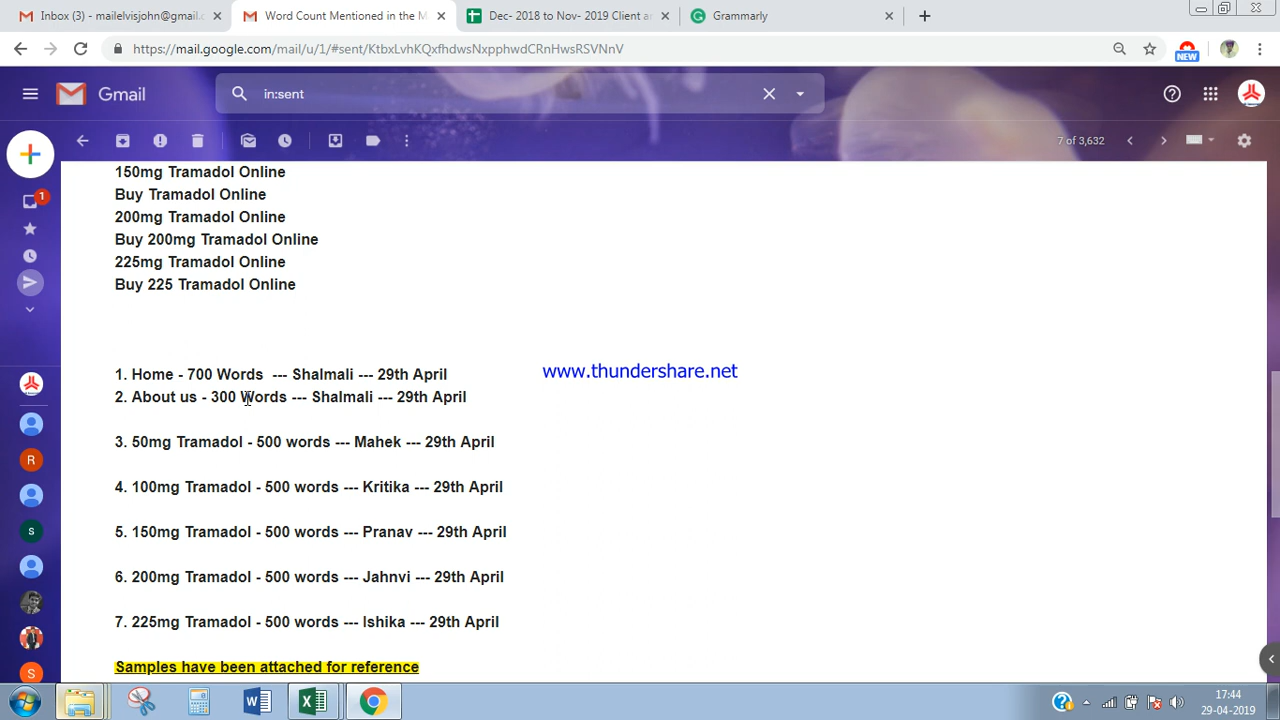 mailelvisjohn@gmail.c
Inbox (3) -
Word Count Mentioned in the M
Dec- 2018 to Nov- 2019 Client a
Grammarly
https://mail.google.com/mail/u/1/#sent/KtbxLvhKQxfhdwsNxpphwdCRnHwsRSVNnV
NEW
Gmail
in:sent
1
7 of 3,632
150mg Tramadol Online
Buy Tramadol Online
200mg Tramadol Online
Buy 200mg Tramadol Online
225mg Tramadol Online
Buy 225 Tramadol Online
1. Home - 700 Words --- Shalmali --- 29th April
www.thundershare.net
2. About us - 300 Words --- Shalmali --- 29th April
3. 50mg Tramadol - 500 words --- Mahek --- 29th April
R
4. 100mg Tramadol - 500 words --- Kritika --- 29th April
5. 150mg Tramadol - 500 words --- Pranav --- 29th April
S
6. 200mg Tramadol - 500 words --- Jahnvi --- 29th April
7. 225mg Tramadol - 500 words --- Ishika --- 29th April
Samples have been attached for reference
S
17:44
29-04-2019